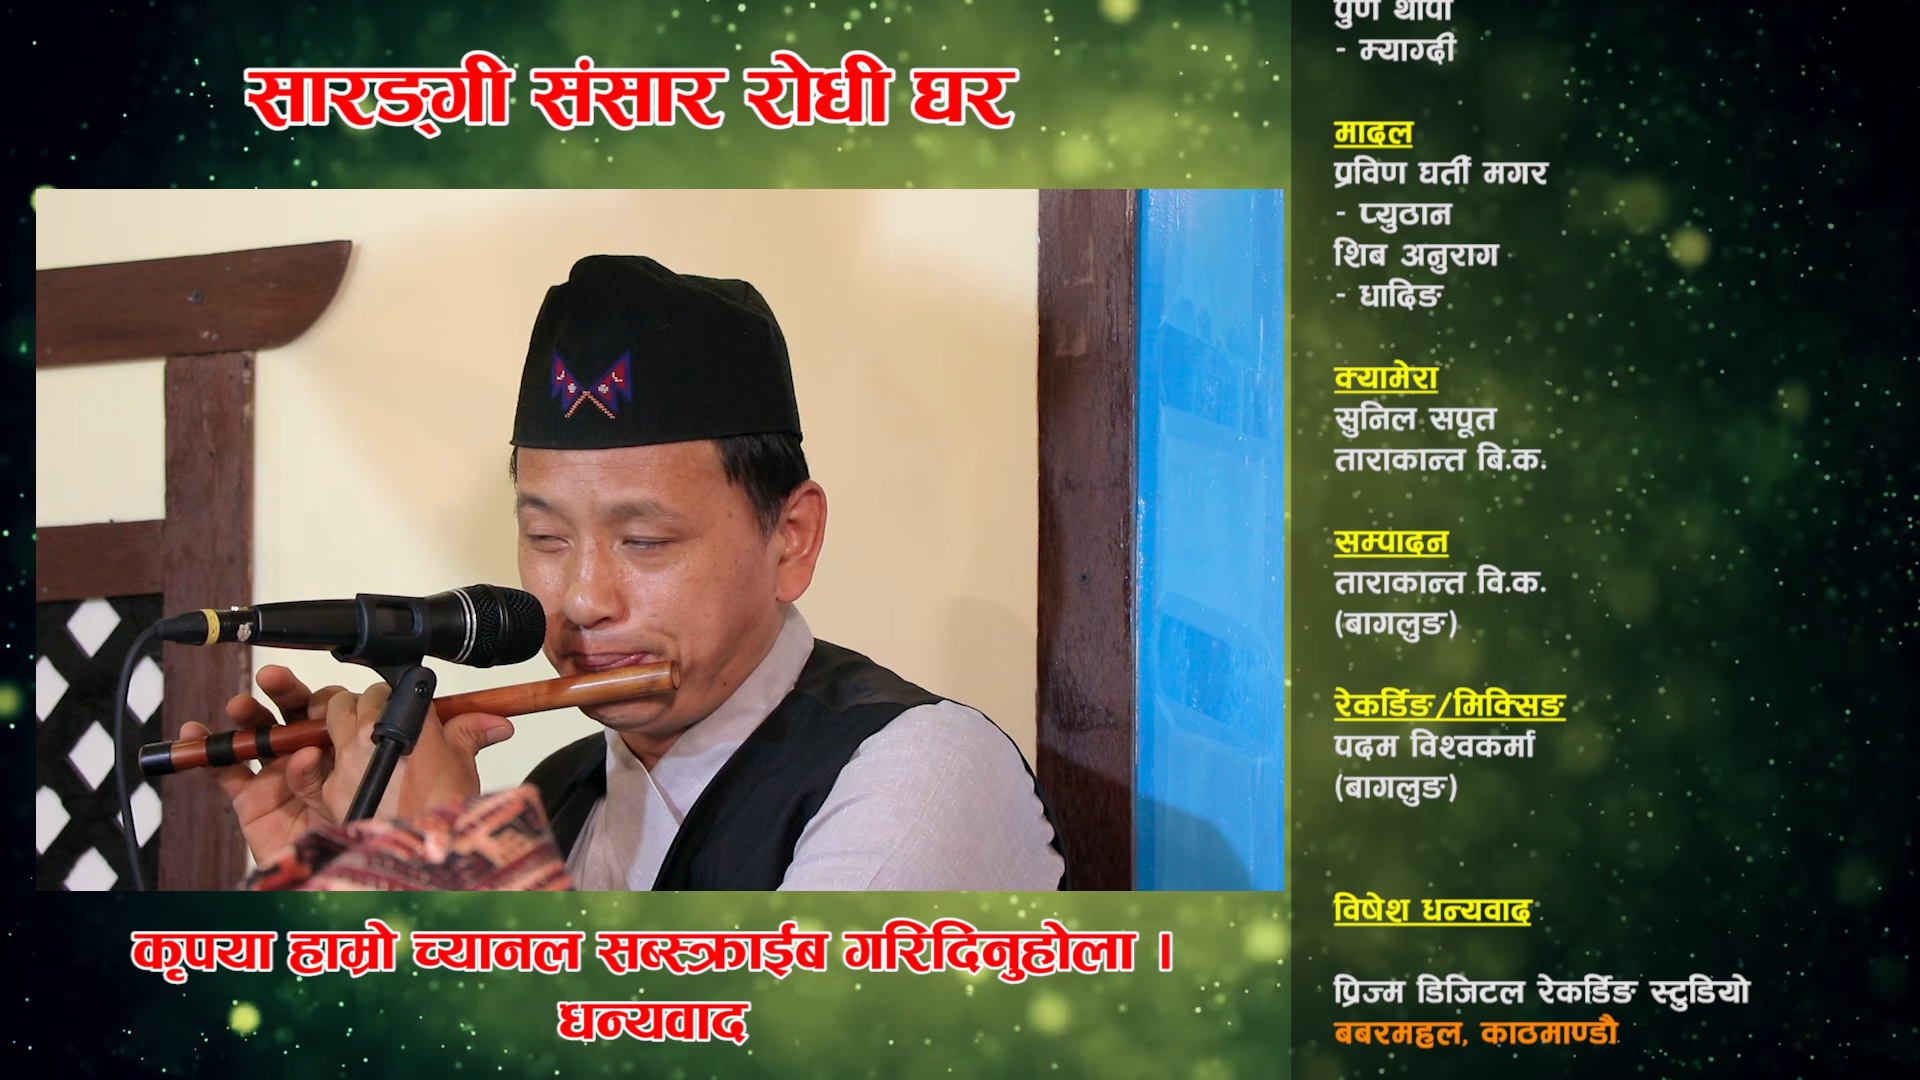 सारङ्गी संसार रोधी घर
कृपया हाम्रो च्यानल सब्स्क्राईब गरिदिनुहोला ।
धन्यवाद
- म्याग्दी
मादल
प्रविण घर्ती मगर
- प्युठान
शिब अनुराग
- धादिङ
क्यामेरा
सुनिल सपूत
ताराकान्त बि.क.
सम्पादन
ताराकान्त वि.क.
(बागलुङ)
रेकर्डिङ/मिक्सिङ
पदम विश्वकर्मा
(बागलुङ)
विषेश धन्यवाद
प्रिज्म डिजिटल रेकर्डिङ स्टुडियो
बबरमहल, काठमाण्डौ